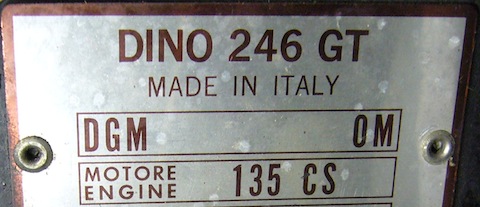 DINO 246 GT
MADE IN ITALY
DGM OM
MOTORE
ENGINE 135 CS